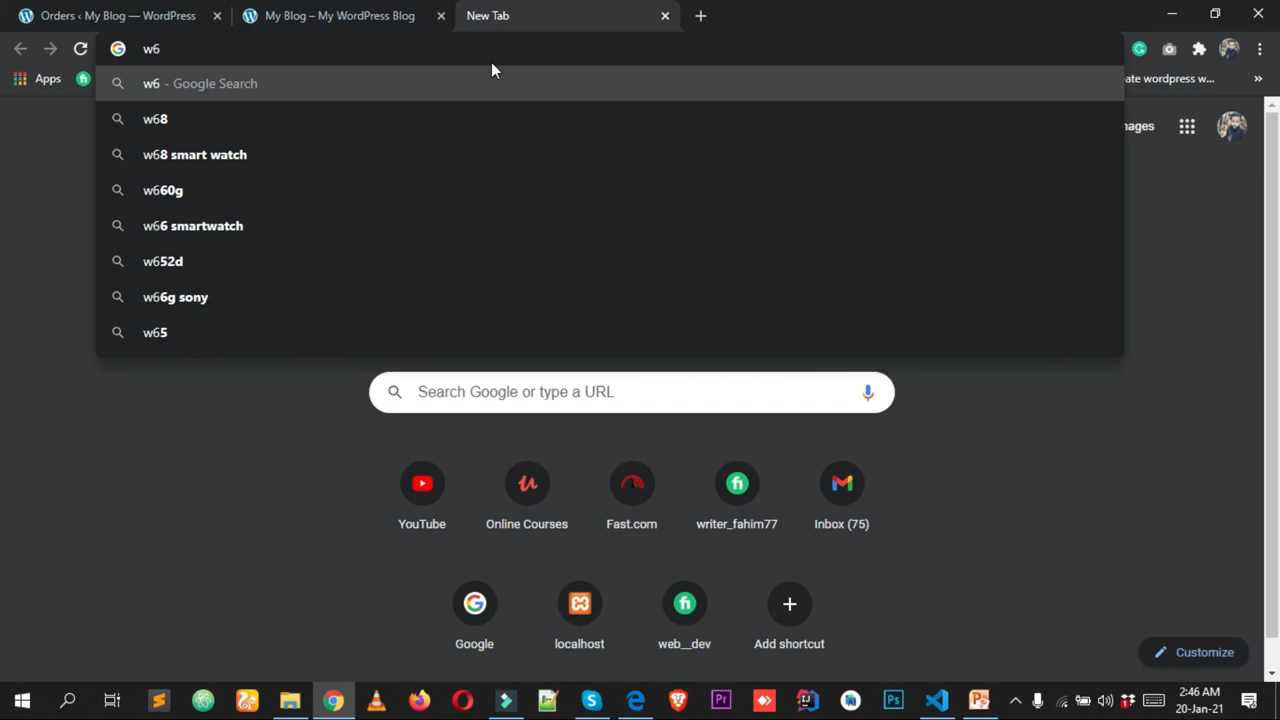 Orders ‹ My Blog — WordPress
My Blog – My WordPress Blog
New Tab
w6
Apps
ate wordpress w...
»
w6 - Google Search
w68
w68 smart watch
w660g
w66 smartwatch
w652d
w66g sony
w65
nages
Search Google or type a URL
YouTube
Online Courses
Fast.com
writer_fahim77
Inbox (75)
Google
localhost
web__dev
Add shortcut
Customize
2:46 AM
20-Jan-21